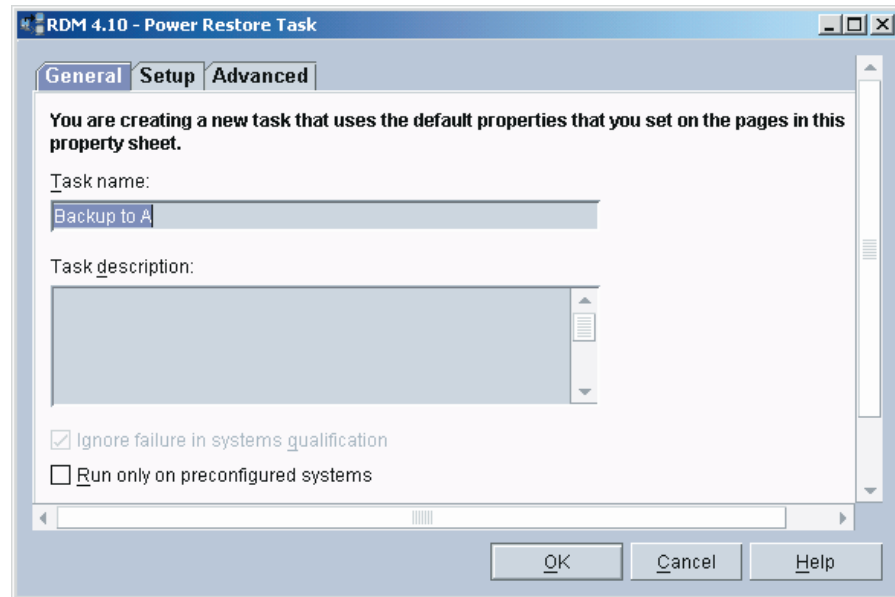 RDM 4.10 - Power Restore Task
General Setup Advanced
You are creating a new task that uses the default properties that you set on the pages in this
property sheet.
Task name:
Backup to A
Task description:
Ignore failure in systems qualification
Run only on preconfigured systems
OK Cancel Help